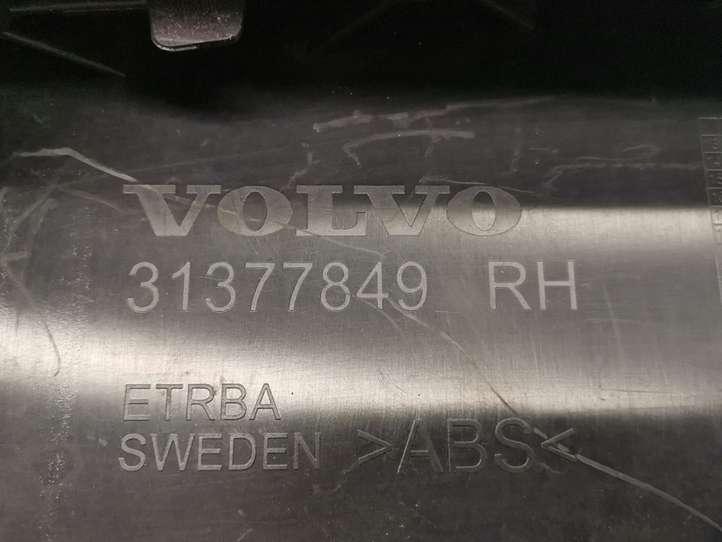 VOLVO
31377849 RH
ETRBA
SWEDEN >ABS<